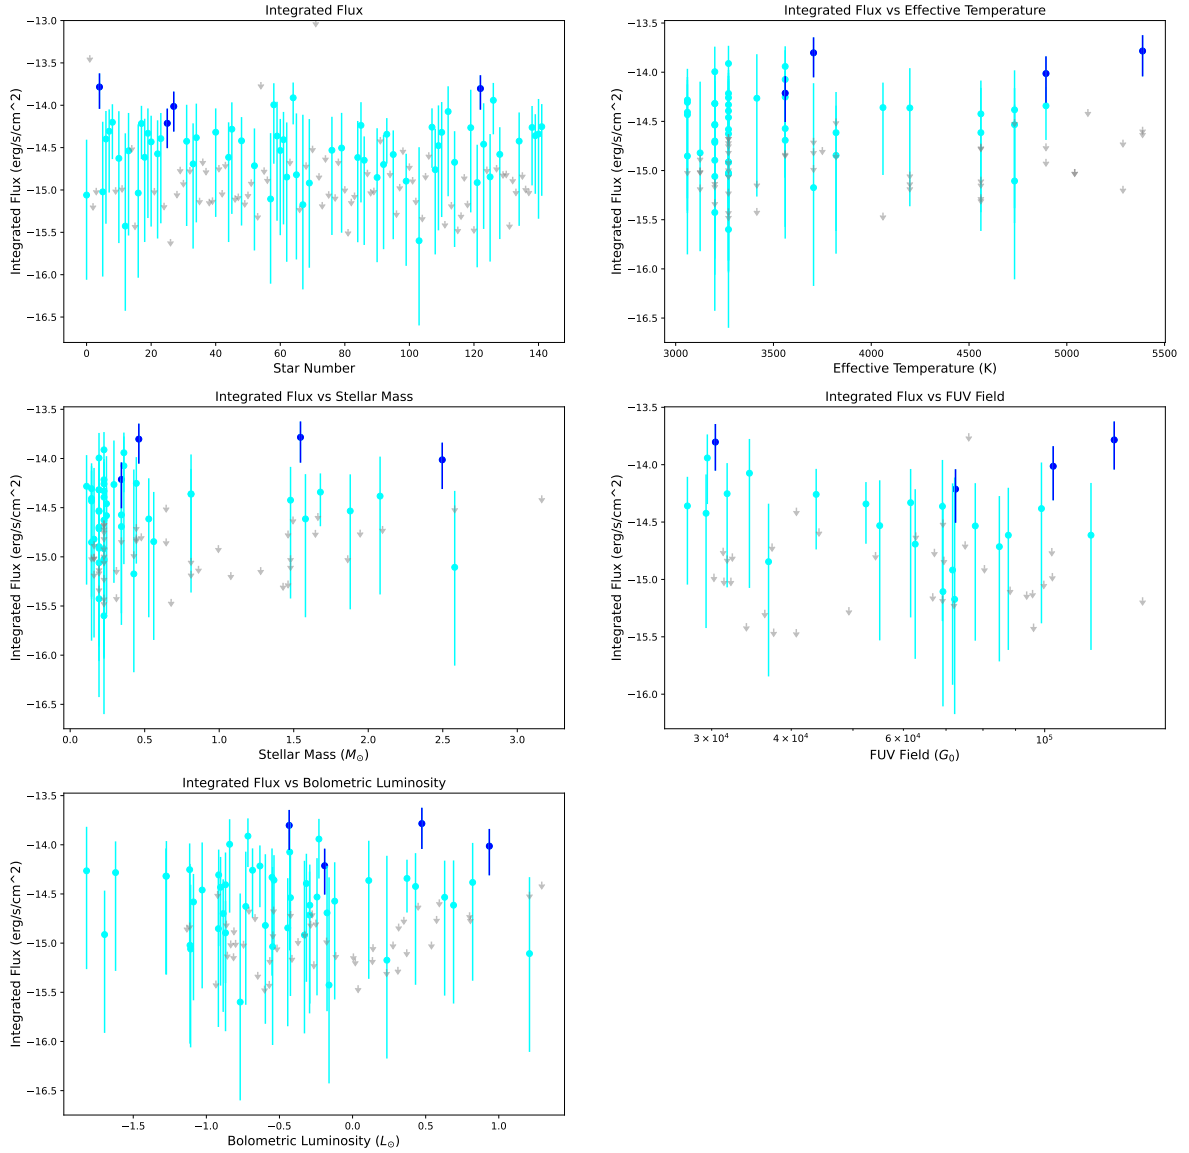 Integrated Flux
Integrated Flux (erg/s/cm^2)
−13.0
−13.5
−14.0
−14.5
−15.0
−15.5
−16.0
−16.5
0 20 40 60 80 100 120 140
Star Number
Integrated Flux vs Effective Temperature
Integrated Flux (erg/s/cm^2)
−13.5
−14.0
−14.5
−15.0
−15.5
−16.0
−16.5
3000 3500 4000 4500 5000 5500
Effective Temperature (K)
Integrated Flux vs Stellar Mass
Integrated Flux (erg/s/cm^2)
−13.5
−14.0
−14.5
−15.0
−15.5
−16.0
−16.5
0.0 0.5 1.0 1.5 2.0 2.5 3.0
Stellar Mass (M⊙)
Integrated Flux vs FUV Field
Integrated Flux (erg/s/cm^2)
−13.5
−14.0
−14.5
−15.0
−15.5
−16.0
3 × 10⁴ 4 × 10⁴ 6 × 10⁴ 10⁵
FUV Field (G₀)
Integrated Flux vs Bolometric Luminosity
Integrated Flux (erg/s/cm^2)
−13.5
−14.0
−14.5
−15.0
−15.5
−16.0
−16.5
−1.5 −1.0 −0.5 0.0 0.5 1.0
Bolometric Luminosity (L⊙)